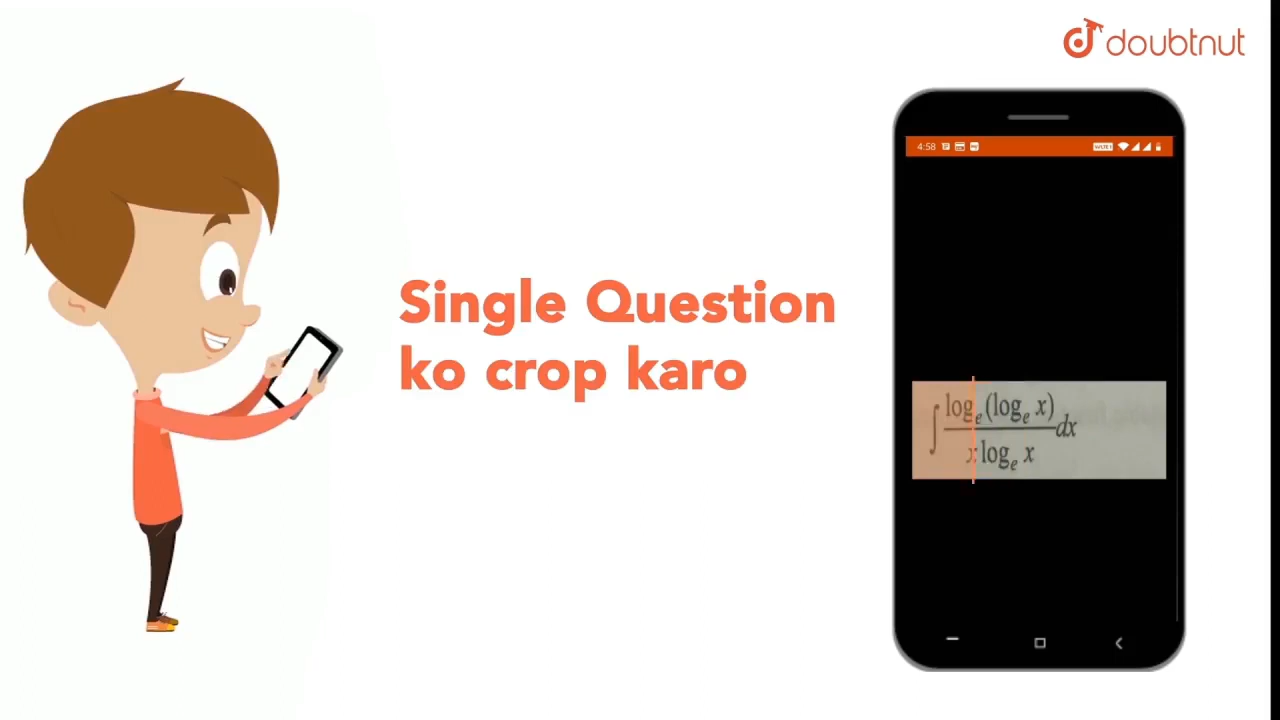 doubtnut
4:58
Single Question
ko crop karo
∫ logₑ (logₑ x) / x logₑ x dx